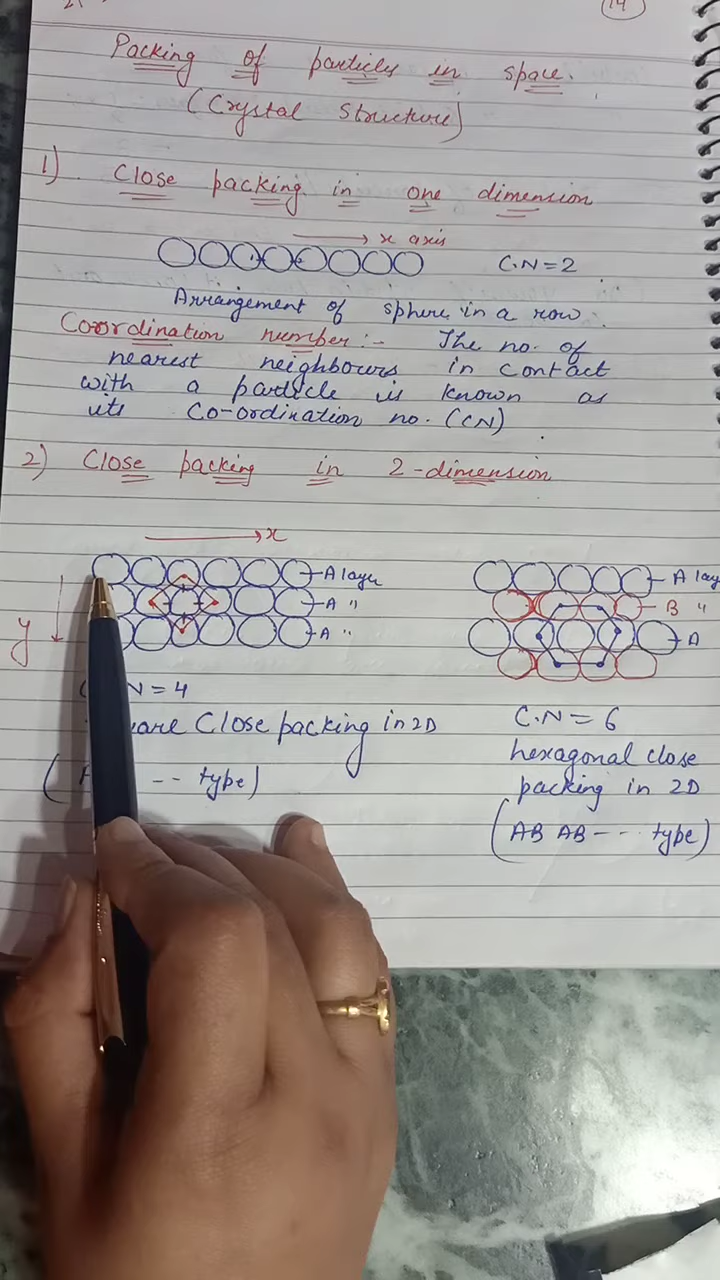 14
Packing of particles in space.
(Crystal Structure)
1) Close packing in one dimension
x axis
C.N=2
Arrangement of sphere in a row.
Coordination number:- The no. of
nearest neighbours in contact
with a particle is known as
its Co-ordination no. (CN)
2) Close packing in 2-dimension
x
A layer
A "
A "
y
N=4
are Close packing in 2D
( -- type)
A lay
B "
A
C.N=6
hexagonal close
packing in 2D
(AB AB --- type)